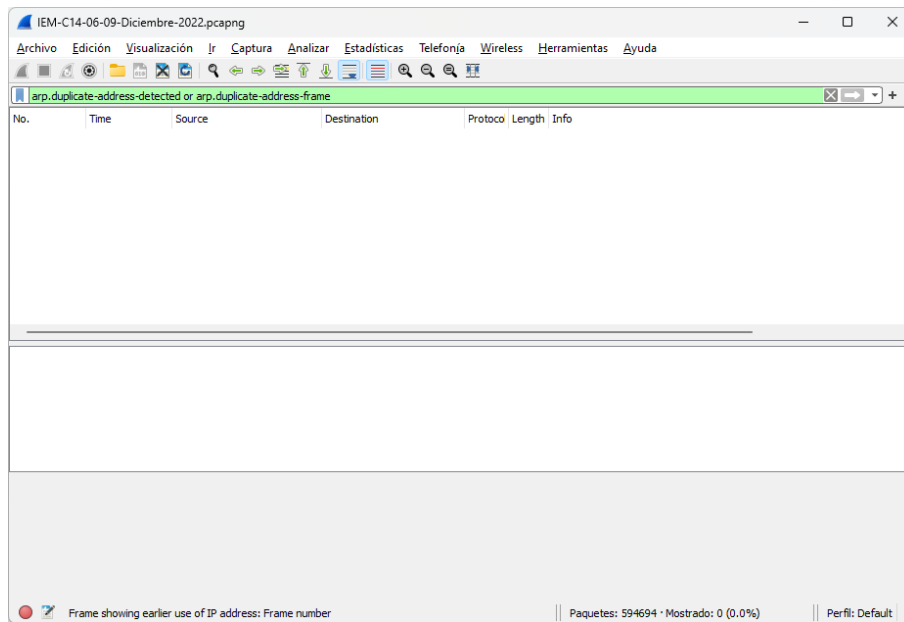 IEM-C14-06-09-Diciembre-2022.pcapng
Archivo Edición Visualización Ir Captura Analizar Estadísticas Telefonía Wireless Herramientas Ayuda
arp.duplicate-address-detected or arp.duplicate-address-frame
No. Time Source Destination Protocol Length Info
Frame showing earlier use of IP address: Frame number Paquetes: 594694 · Mostrado: 0 (0.0%) Perfil: Default